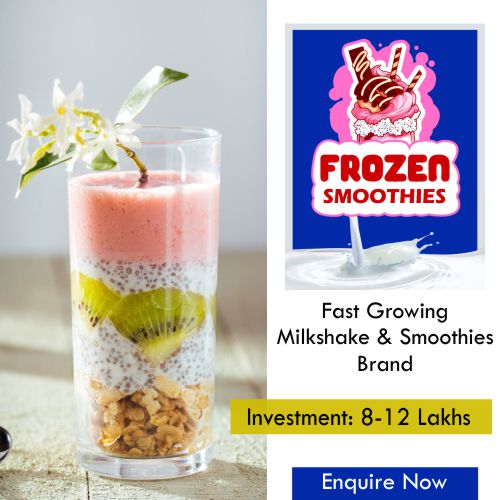 FROZEN
SMOOTHIES
Fast Growing
Milkshake & Smoothies
Brand
Investment: 8-12 Lakhs
Enquire Now